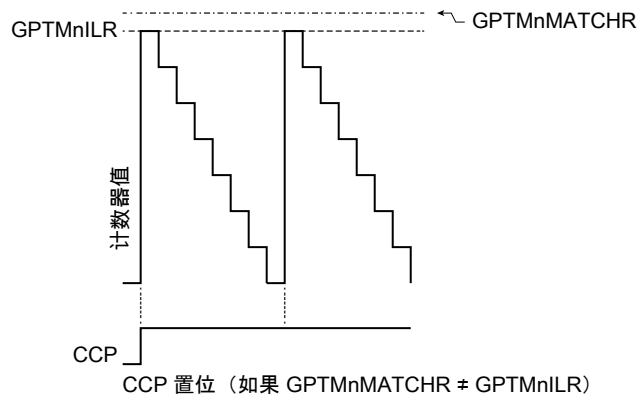 GPTMnMATCHR
GPTMnILR
计数器值
CCP
CCP 置位（如果 GPTMnMATCHR ≠ GPTMnILR）